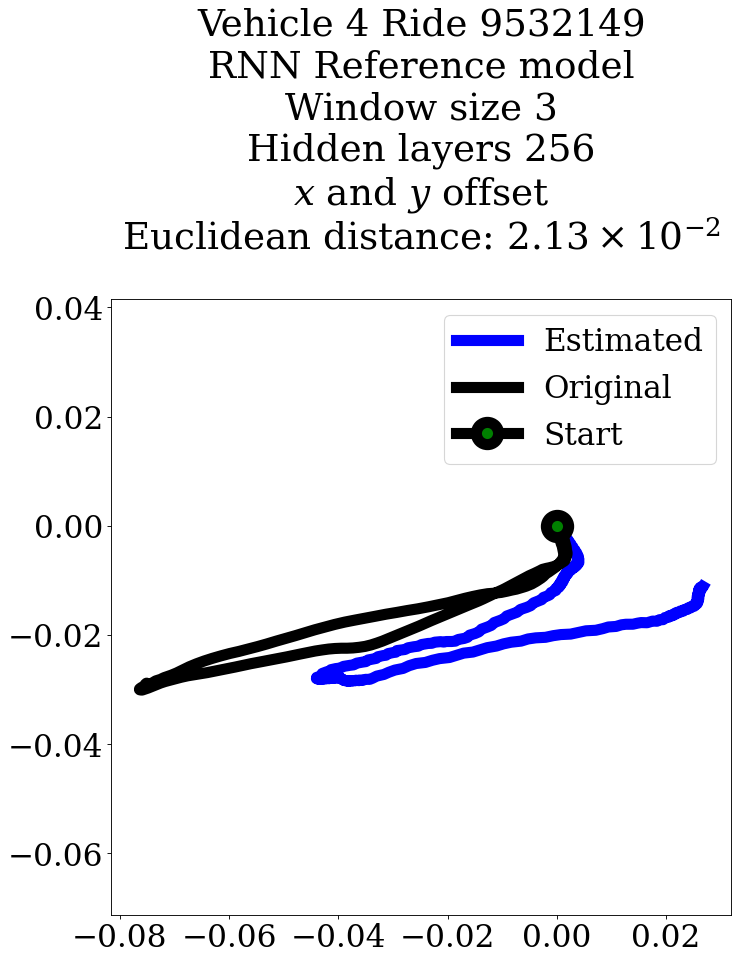 Vehicle 4 Ride 9532149
RNN Reference model
Window size 3
Hidden layers 256
x and y offset
Euclidean distance: 2.13 × 10⁻²
Estimated
Original
Start
0.04
0.02
0.00
−0.02
−0.04
−0.06
−0.08 −0.06 −0.04 −0.02 0.00 0.02